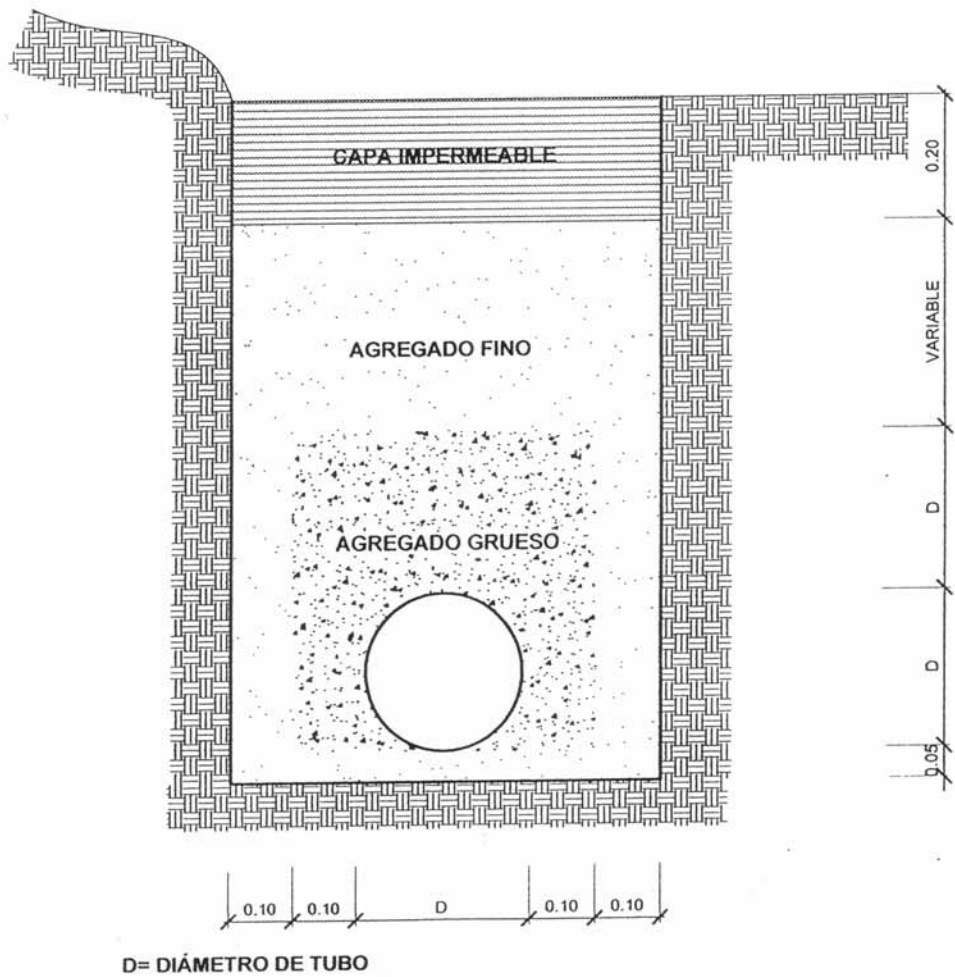 CAPA IMPERMEABLE
0.20
AGREGADO FINO
VARIABLE
D
AGREGADO GRUESO
D
0.05
0.10 0.10 D 0.10 0.10
D= DIÁMETRO DE TUBO